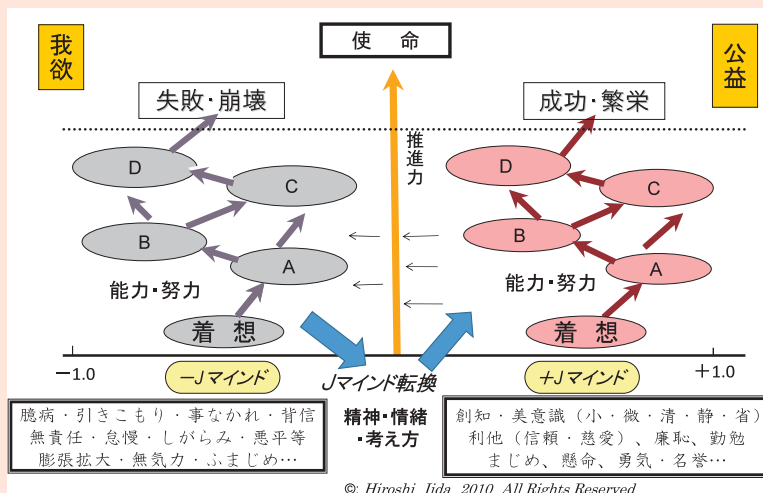 使 命
我欲
公益
失敗・崩壊
成功・繁栄
推進力
D
C
B
A
能力・努力
着 想
D
C
B
A
能力・努力
着 想
－1.0
＋1.0
－Jマインド
Jマインド転換
＋Jマインド
精神・情緒
・考え方
臆病・引きこもり・事なかれ・背信
無責任・怠慢・しがらみ・悪平等
膨張拡大・無気力・ふまじめ…
創知・美意識（小・微・清・静・省）
利他（信頼・慈愛）、廉恥、勤勉
まじめ、懸命、勇気・名誉…
©: Hiroshi Iida 2010 All Rights Reserved